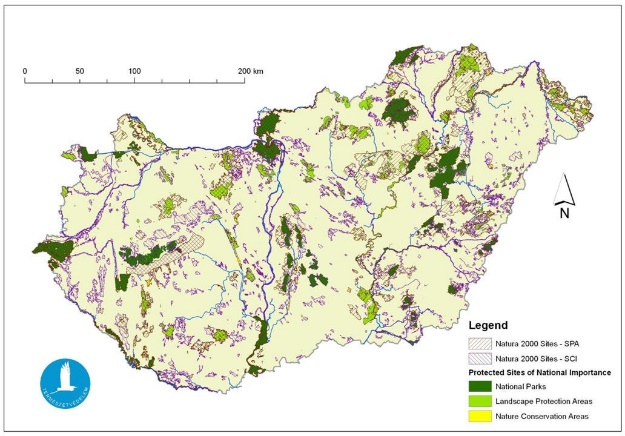 0 50 100 200 km
N
Legend
Natura 2000 Sites - SPA
Natura 2000 Sites - SCI
Protected Sites of National Importance
National Parks
Landscape Protection Areas
Nature Conservation Areas
TERMÉSZETVÉDELEM